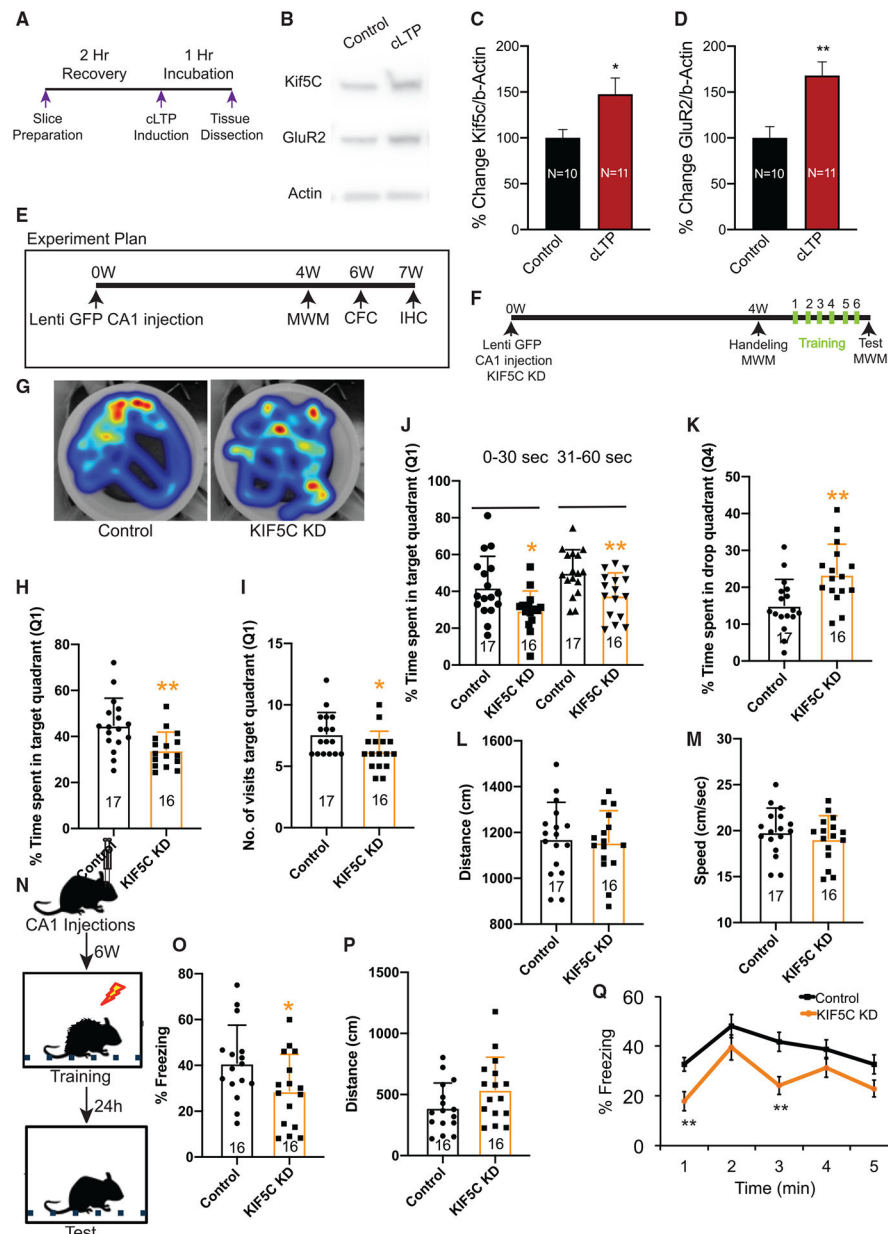 A
2 Hr
Recovery
1 Hr
Incubation
Slice
Preparation
cLTP
Induction
Tissue
Dissection
B
Control
cLTP
Kif5C
GluR2
Actin
C
% Change Kif5c/b-Actin
200
150
100
50
0
*
N=10
N=11
Control
cLTP
D
% Change GluR2/b-Actin
200
150
100
50
0
**
N=10
N=11
Control
cLTP
E
Experiment Plan
0W
4W
6W
7W
Lenti GFP CA1 injection
MWM
CFC
IHC
F
0W
4W
1 2 3 4 5 6
Lenti GFP
CA1 injection
KIF5C KD
Handeling
MWM
Training
Test
MWM
G
Control
KIF5C KD
H
% Time spent in target quadrant (Q1)
80
60
40
20
0
**
17
16
Control
KIF5C KD
I
No. of visits target quadrant (Q1)
15
10
5
0
*
17
16
Control
KIF5C KD
J
% Time spent in target quadrant (Q1)
0-30 sec
31-60 sec
100
80
60
40
20
0
*
**
17
16
17
16
Control
KIF5C KD
Control
KIF5C KD
K
% Time spent in drop quadrant (Q4)
50
40
30
20
10
0
**
17
16
Control
KIF5C KD
L
Distance (cm)
1600
1400
1200
1000
800
17
16
Control
KIF5C KD
M
Speed (cm/sec)
30
25
20
15
10
17
16
Control
KIF5C KD
N
CA1 Injections
6W
Training
24h
Test
O
% Freezing
80
60
40
20
0
*
16
16
Control
KIF5C KD
P
Distance (cm)
1500
1000
500
0
16
16
Control
KIF5C KD
Q
% Freezing
60
40
20
0
Control
KIF5C KD
**
**
1 2 3 4 5
Time (min)